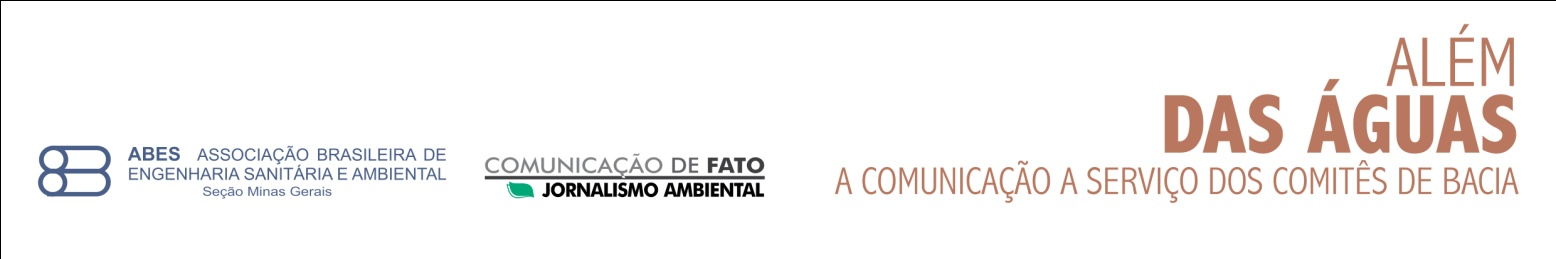 ABES ASSOCIAÇÃO BRASILEIRA DE
ENGENHARIA SANITÁRIA E AMBIENTAL
Seção Minas Gerais
COMUNICAÇÃO DE FATO
JORNALISMO AMBIENTAL
ALÉM
DAS ÁGUAS
A COMUNICAÇÃO A SERVIÇO DOS COMITÊS DE BACIA